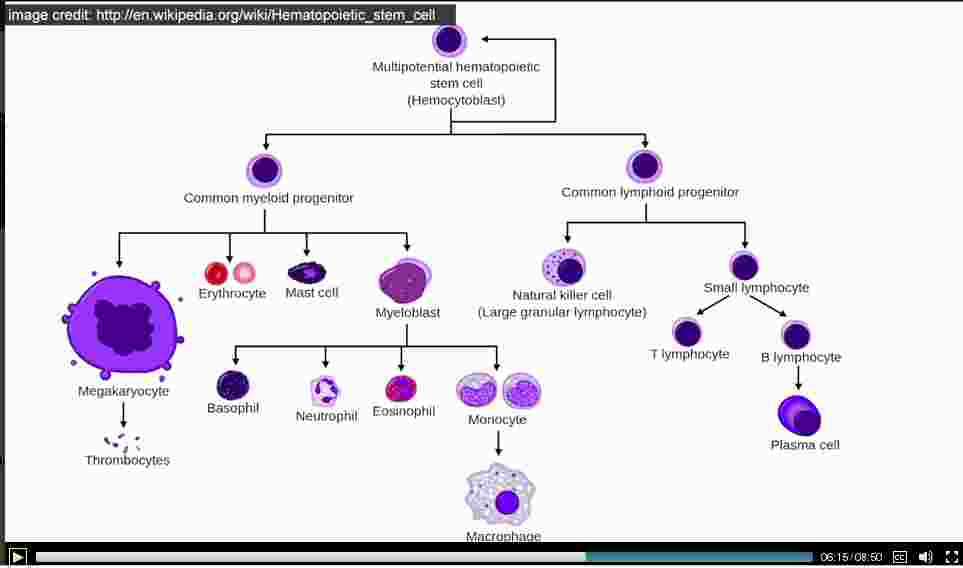 image credit: http://en.wikipedia.org/wiki/Hematopoietic_stem_cell
Multipotential hematopoietic
stem cell
(Hemocytoblast)
Common myeloid progenitor
Common lymphoid progenitor
Erythrocyte
Mast cell
Myeloblast
Natural killer cell
(Large granular lymphocyte)
Small lymphocyte
T lymphocyte
B lymphocyte
Megakaryocyte
Basophil
Neutrophil
Eosinophil
Monocyte
Plasma cell
Thrombocytes
Macrophage
06:15/08:50
CC